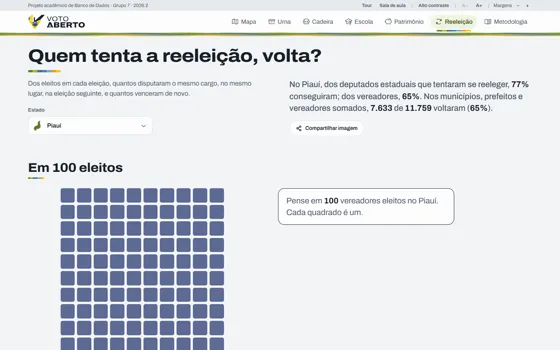 Projeto acadêmico de Banco de Dados · Grupo 7 · 2026.2
Tour
Sala de aula
Alto contraste
A-
A+
Margens
VOTO
ABERTO
Mapa
Urna
Cadeira
Escola
Patrimônio
Reeleição
Metodologia
Quem tenta a reeleição, volta?
Dos eleitos em cada eleição, quantos disputaram o mesmo cargo, no mesmo
lugar, na eleição seguinte, e quantos venceram de novo.
Estado
Piauí
No Piauí, dos deputados estaduais que tentaram se reeleger, 77%
conseguiram; dos vereadores, 65%. Nos municípios, prefeitos e
vereadores somados, 7.633 de 11.759 voltaram (65%).
Compartilhar imagem
Em 100 eleitos
Pense em 100 vereadores eleitos no Piauí.
Cada quadrado é um.